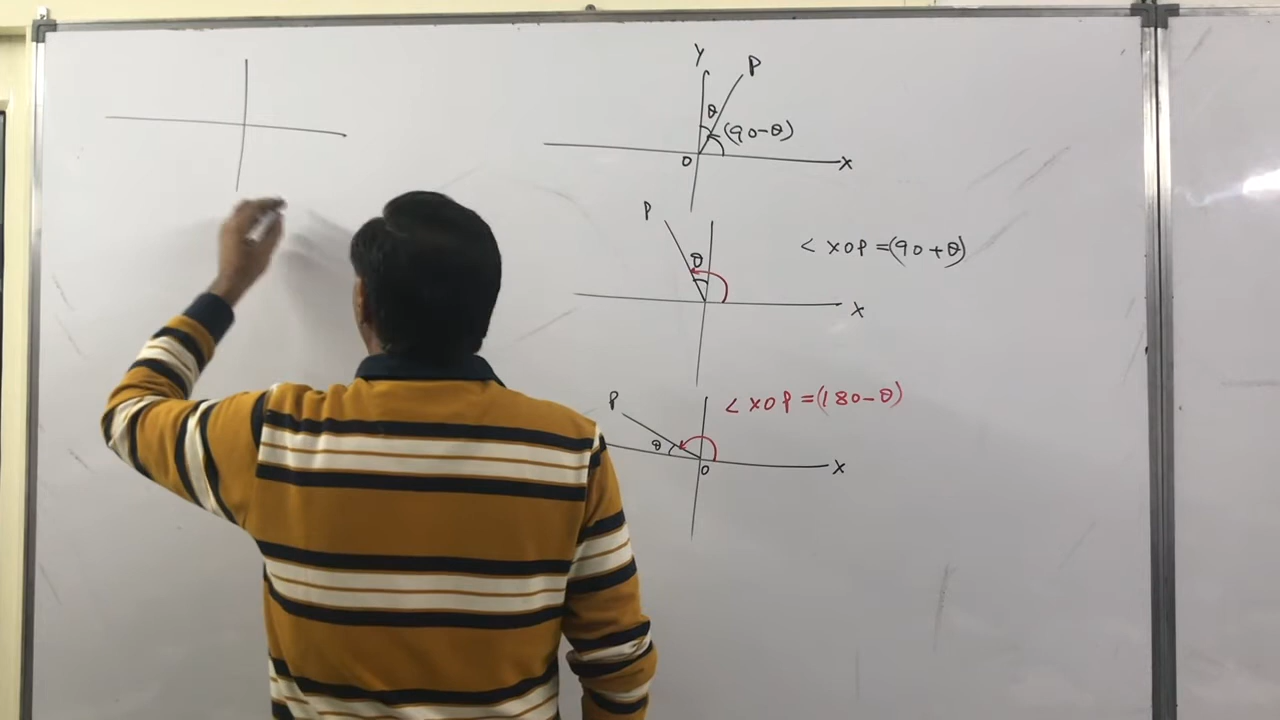 Y
P
θ
(90-θ)
O
X
P
θ
< XOP =(90+θ)
X
P
< XOP =(180-θ)
θ
O
X